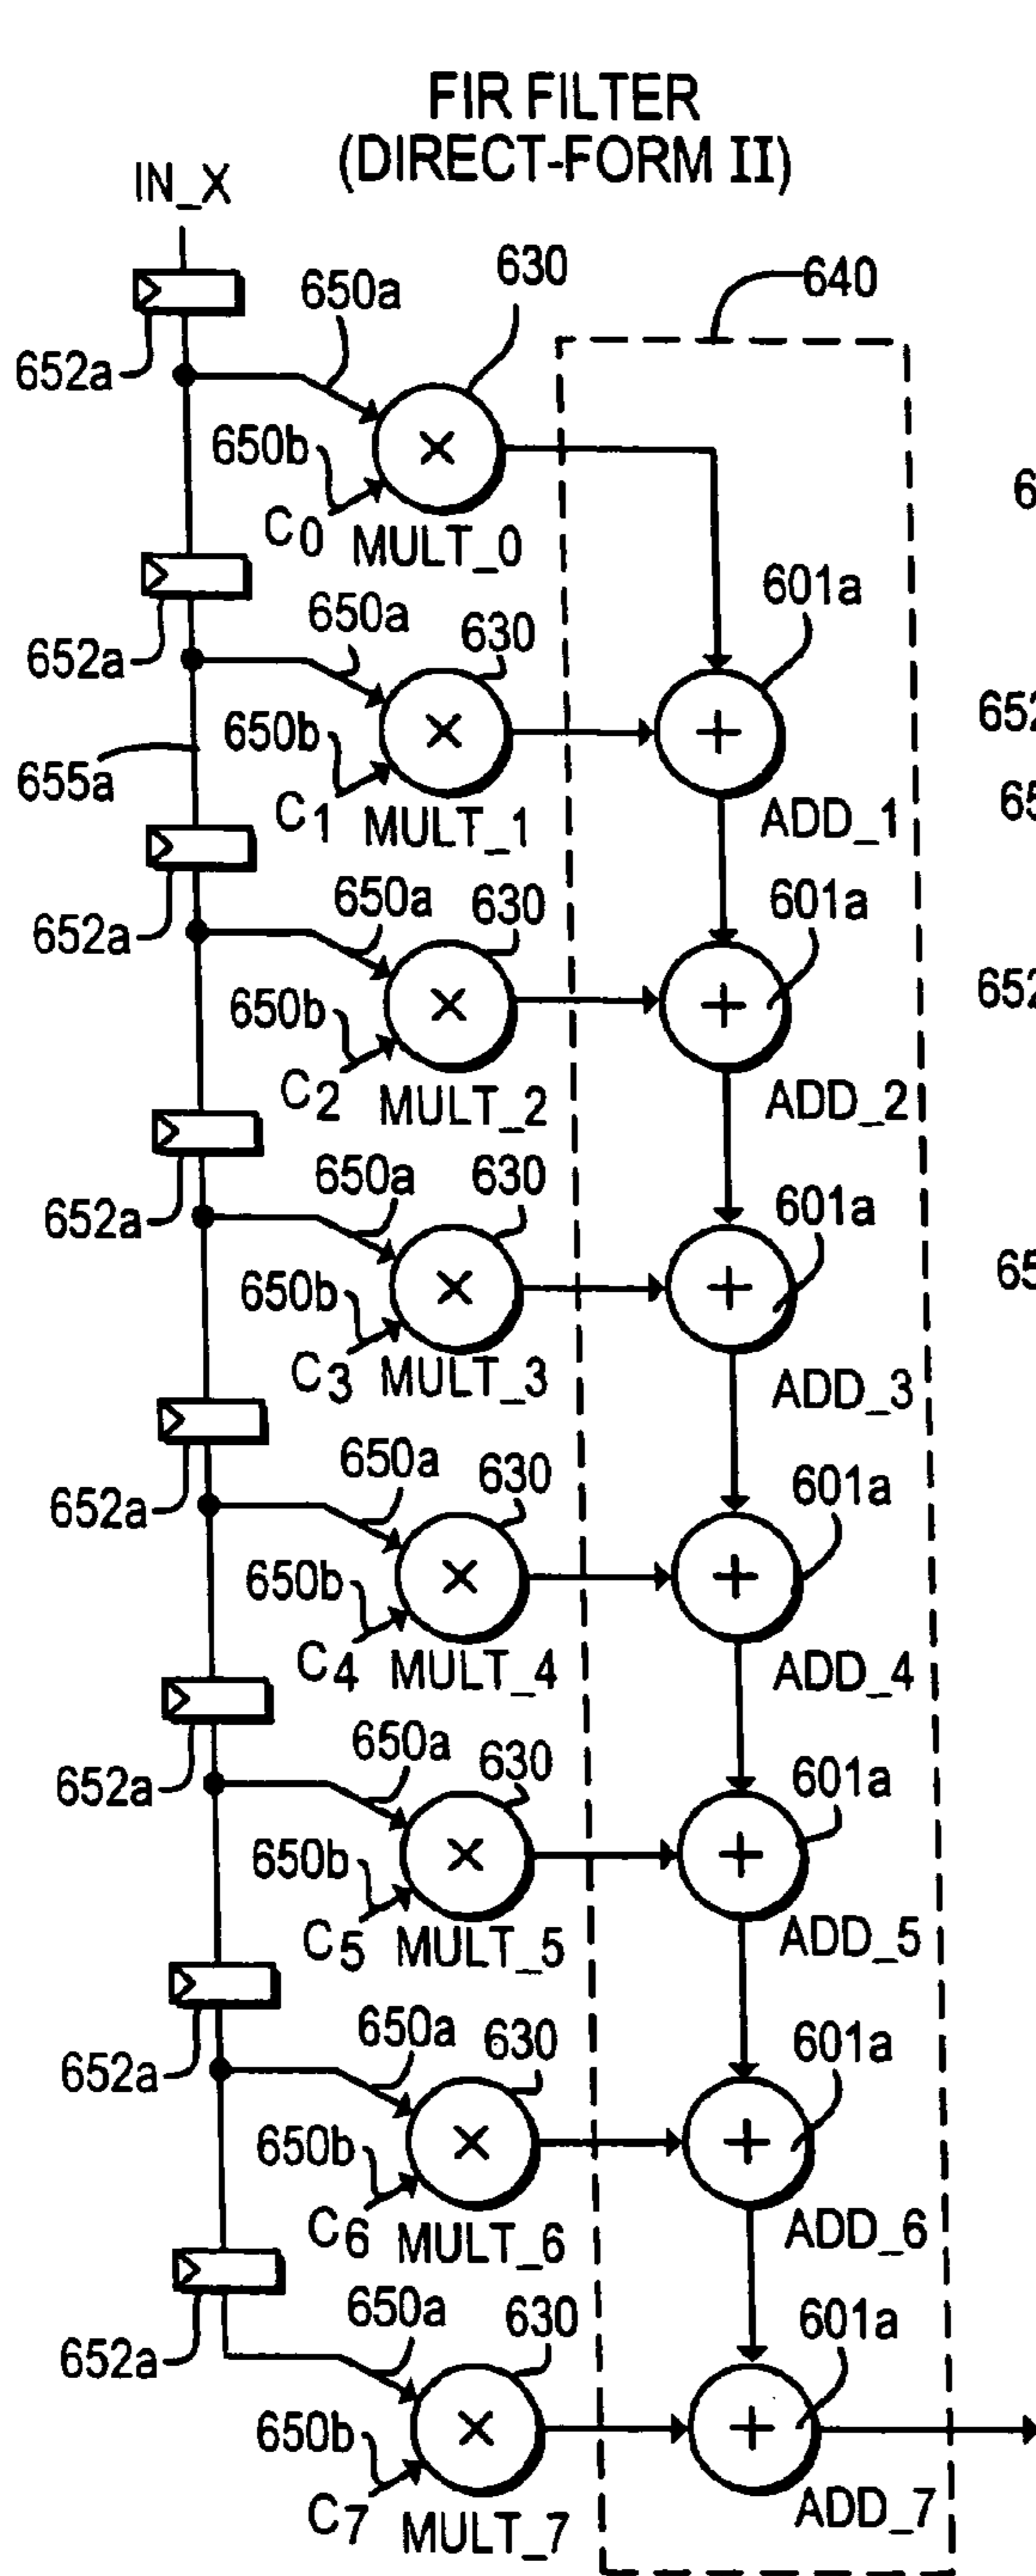 FIR FILTER
(DIRECT-FORM II)
IN_X
630
640
650a
652a
650b
C0 MULT_0
601a
650a
630
652a
650b
655a
C1 MULT_1
ADD_1
650a
630
601a
652a
650b
C2 MULT_2
ADD_2
650a
630
601a
652a
650b
C3 MULT_3
ADD_3
650a
630
601a
652a
650b
C4 MULT_4
ADD_4
650a
630
601a
652a
650b
C5 MULT_5
ADD_5
650a
630
601a
652a
650b
C6 MULT_6
ADD_6
650a
630
601a
652a
650b
C7 MULT_7
ADD_7